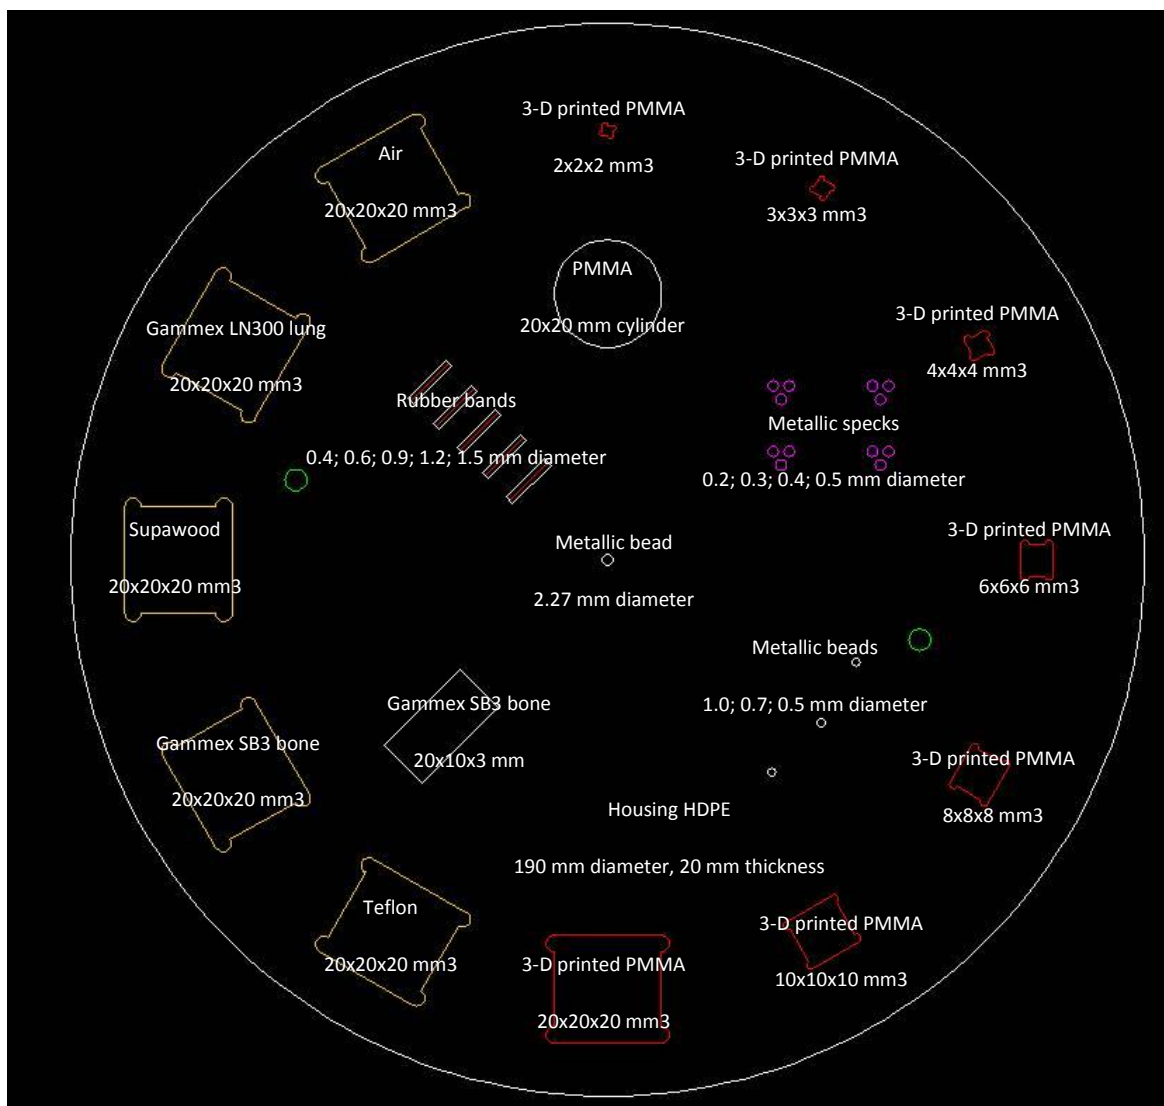 3-D printed PMMA
2x2x2 mm3
3-D printed PMMA
3x3x3 mm3
Air
20x20x20 mm3
PMMA
20x20 mm cylinder
Gammex LN300 lung
20x20x20 mm3
3-D printed PMMA
4x4x4 mm3
Rubber bands
0.4; 0.6; 0.9; 1.2; 1.5 mm diameter
Metallic specks
0.2; 0.3; 0.4; 0.5 mm diameter
Supawood
20x20x20 mm3
Metallic bead
2.27 mm diameter
3-D printed PMMA
6x6x6 mm3
Metallic beads
1.0; 0.7; 0.5 mm diameter
Gammex SB3 bone
20x20x20 mm3
Gammex SB3 bone
20x10x3 mm
3-D printed PMMA
8x8x8 mm3
Housing HDPE
190 mm diameter, 20 mm thickness
Teflon
20x20x20 mm3
3-D printed PMMA
20x20x20 mm3
3-D printed PMMA
10x10x10 mm3